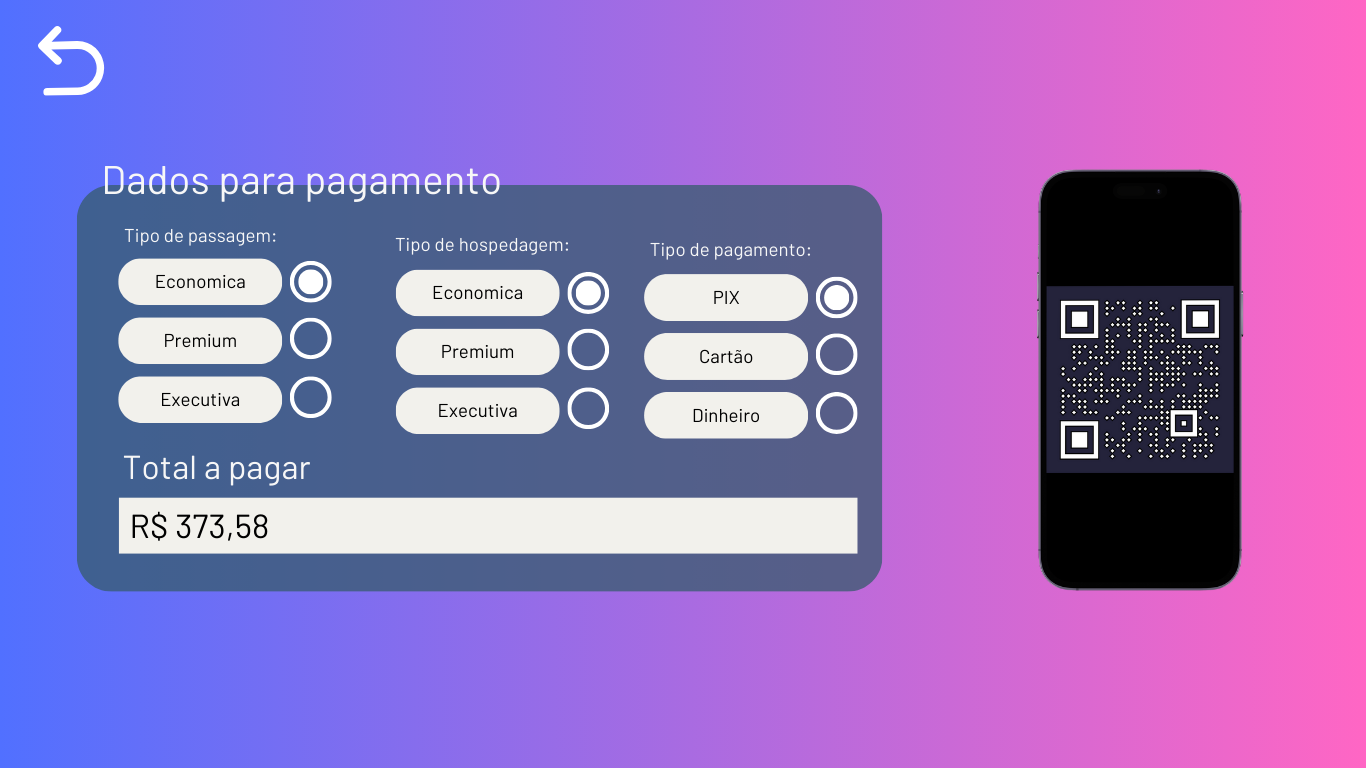 Dados para pagamento
Tipo de passagem:
Economica
Premium
Executiva
Tipo de hospedagem:
Economica
Premium
Executiva
Tipo de pagamento:
PIX
Cartão
Dinheiro
Total a pagar
R$ 373,58